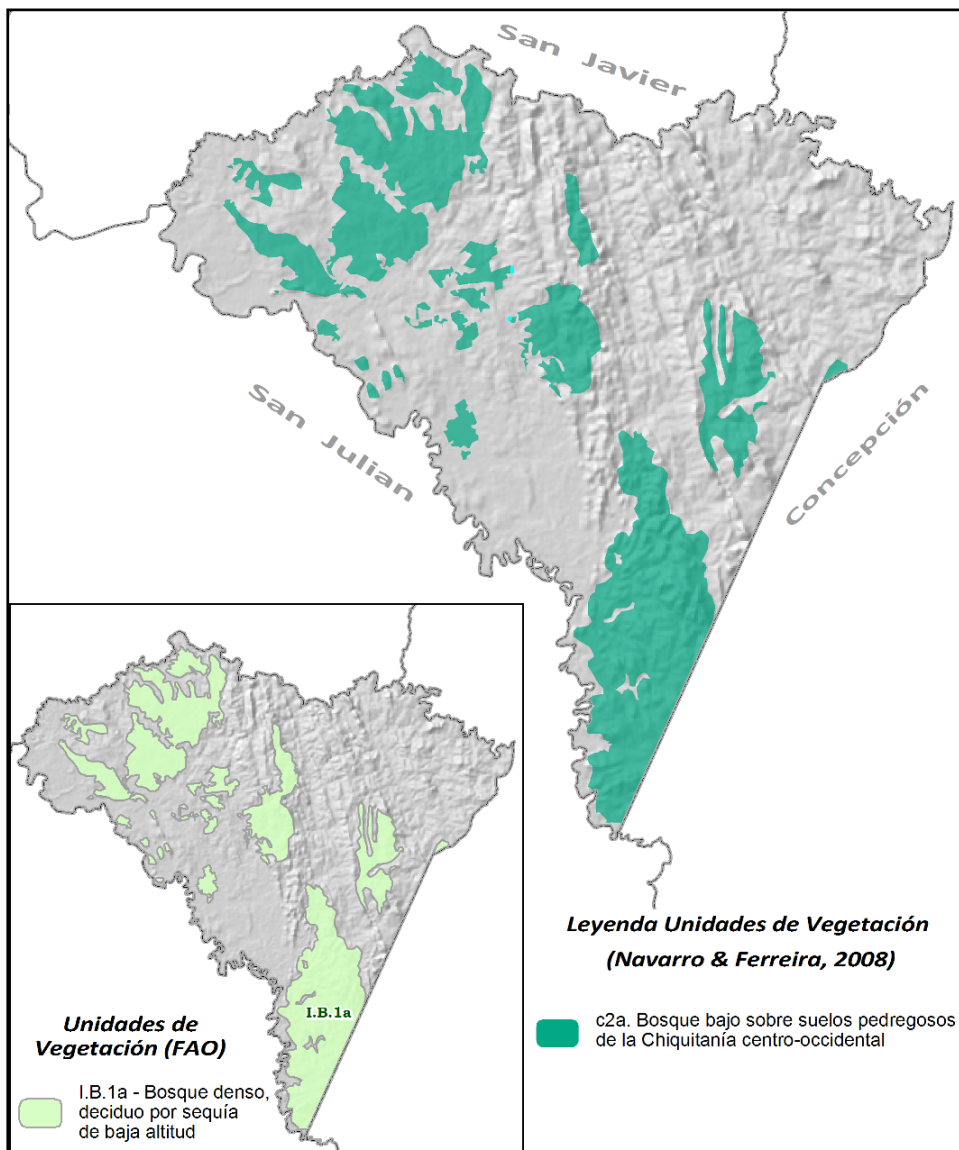 San Javier
San Julian
Concepción
Leyenda Unidades de Vegetación
(Navarro & Ferreira, 2008)
c2a. Bosque bajo sobre suelos pedregosos
de la Chiquitanía centro-occidental
I.B.1a
Unidades de
Vegetación (FAO)
I.B.1a - Bosque denso,
deciduo por sequía
de baja altitud